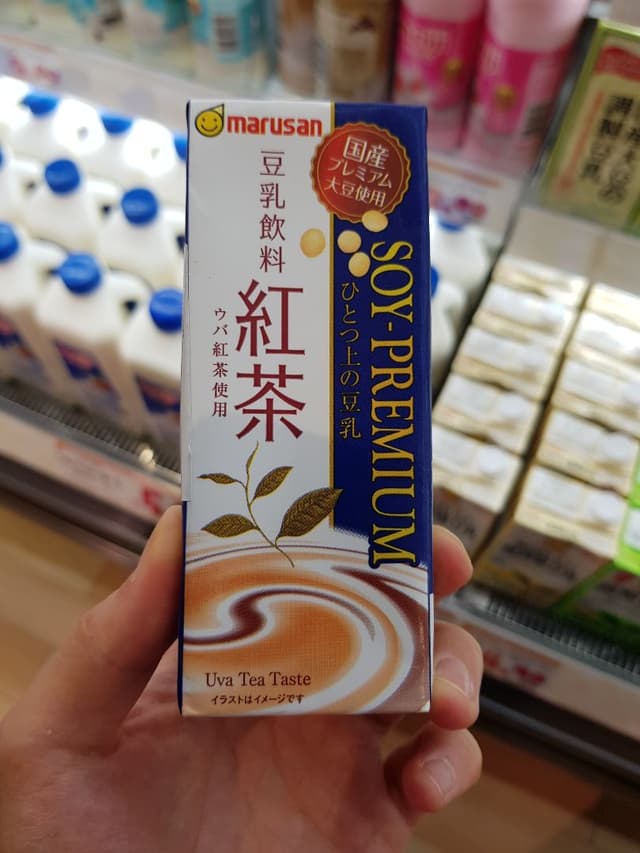 marusan
国産
プレミアム
大豆使用
豆乳飲料
紅茶
ウバ紅茶使用
SOY-PREMIUM
ひとつ上の豆乳
Uva Tea Taste
イラストはイメージです